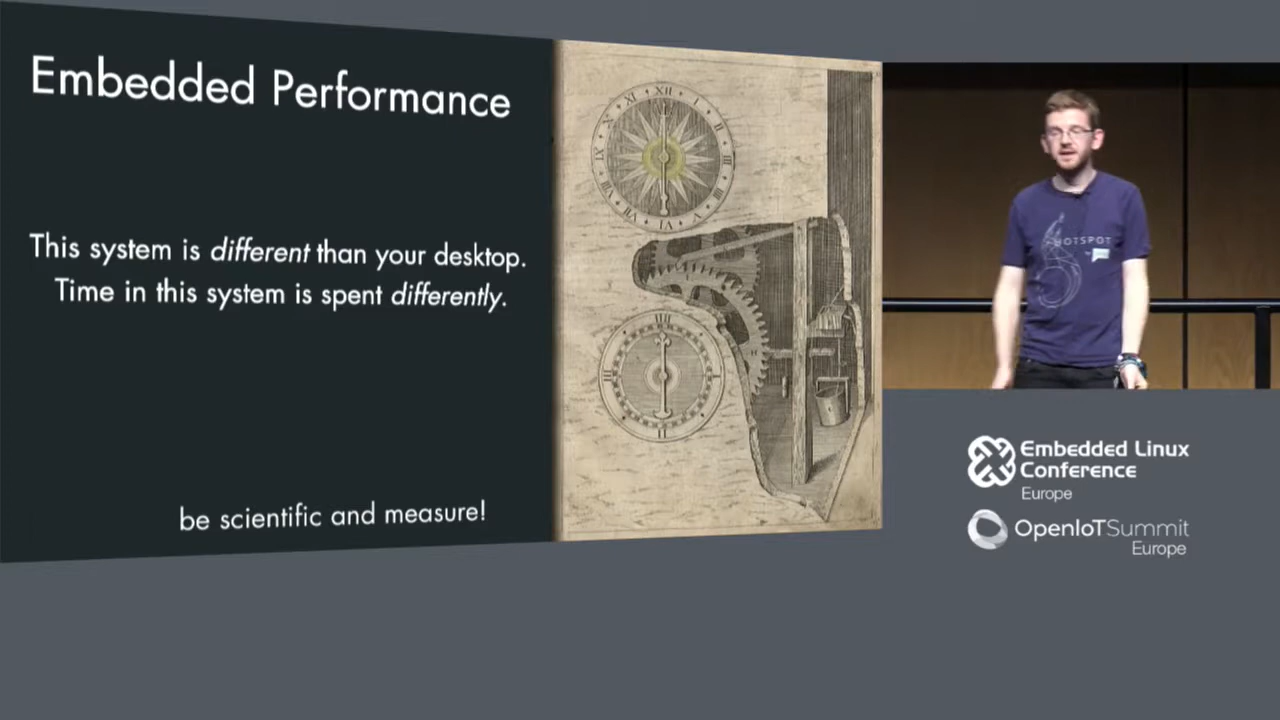 Embedded Performance
This system is different than your desktop.
Time in this system is spent differently.
be scientific and measure!
HOTSPOT
Embedded Linux
Conference
Europe
OpenIoTSummit
Europe